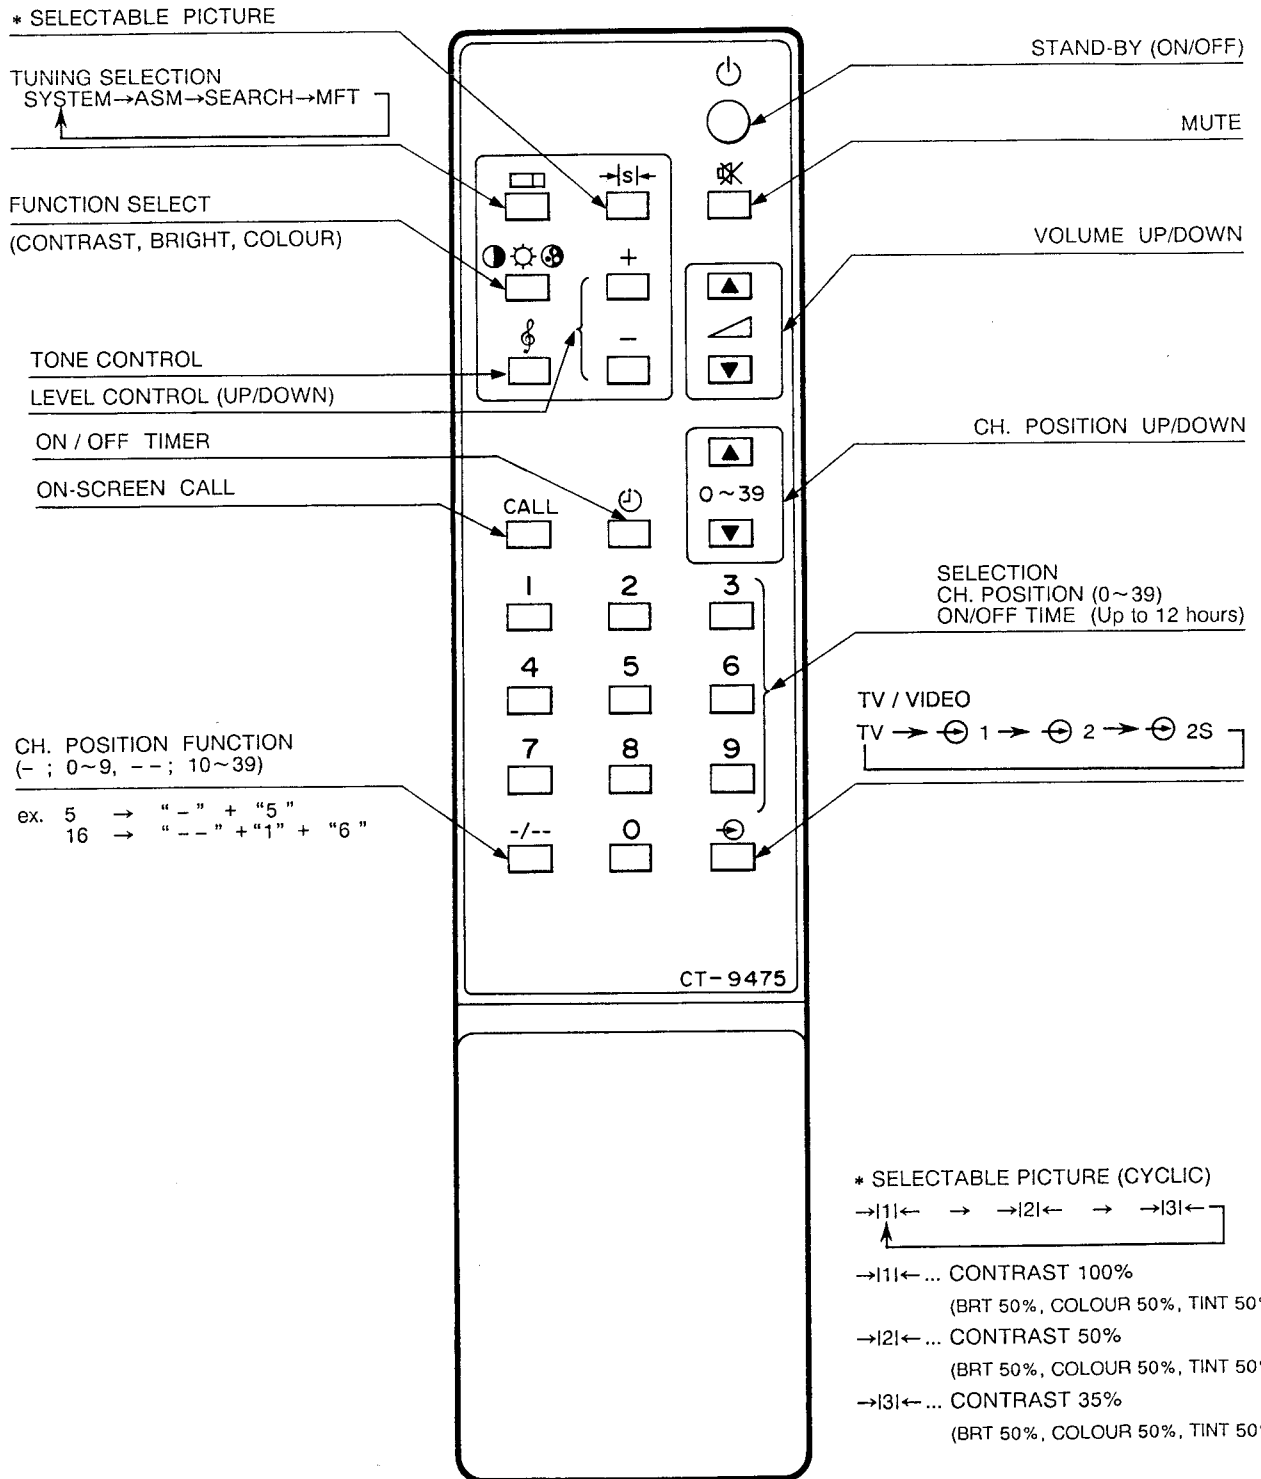 * SELECTABLE PICTURE
TUNING SELECTION
SYSTEM→ASM→SEARCH→MFT
FUNCTION SELECT
(CONTRAST, BRIGHT, COLOUR)
TONE CONTROL
LEVEL CONTROL (UP/DOWN)
ON / OFF TIMER
ON-SCREEN CALL
CH. POSITION FUNCTION
(– ; 0~9, – –; 10~39)
ex. 5 → “ – ” + “5 ”
16 → “ – – ” +“1” + “6 ”
→|s|←
+
–
0~39
CALL
1 2 3
4 5 6
7 8 9
-/-- 0
CT-9475
STAND-BY (ON/OFF)
MUTE
VOLUME UP/DOWN
CH. POSITION UP/DOWN
SELECTION
CH. POSITION (0~39)
ON/OFF TIME (Up to 12 hours)
TV / VIDEO
TV → 1 → 2 → 2S
* SELECTABLE PICTURE (CYCLIC)
→|1|← → →|2|← → →|3|←
→|1|← ... CONTRAST 100%
(BRT 50%, COLOUR 50%, TINT 50%
→|2|← ... CONTRAST 50%
(BRT 50%, COLOUR 50%, TINT 50%
→|3|← ... CONTRAST 35%
(BRT 50%, COLOUR 50%, TINT 50%